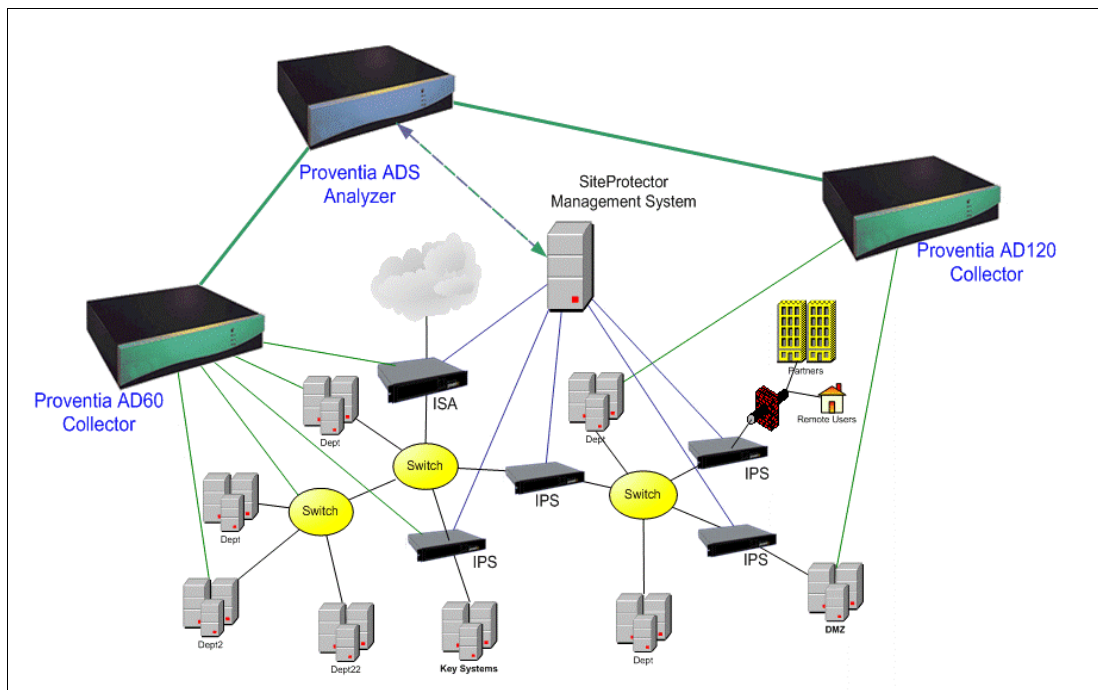 Proventia ADS
Analyzer
SiteProtector
Management System
Proventia AD120
Collector
Proventia AD60
Collector
ISA
Partners
Remote Users
Dept
Dept
Switch
IPS
IPS
Switch
Switch
Dept
IPS
IPS
Dept2
Dept22
Key Systems
Dept
DMZ